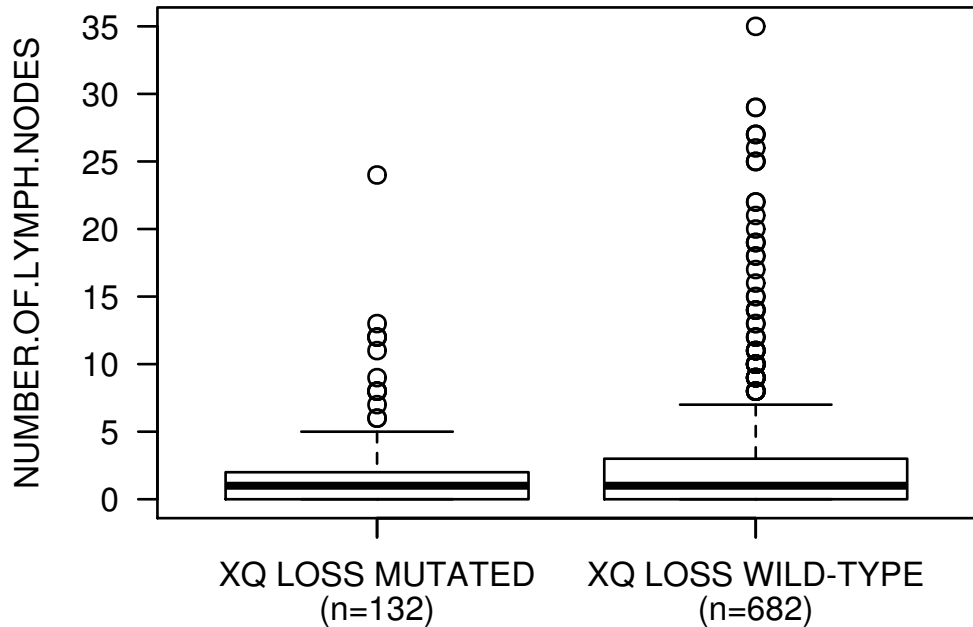 NUMBER.OF.LYMPH.NODES
35
30
25
20
15
10
5
0
XQ LOSS MUTATED
(n=132)
XQ LOSS WILD-TYPE
(n=682)